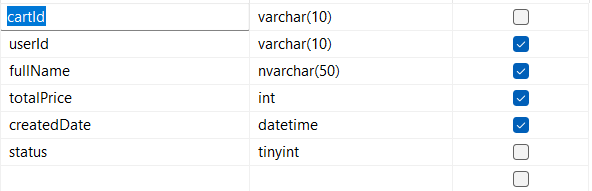 cartId varchar(10)
userId varchar(10)
fullName nvarchar(50)
totalPrice int
createdDate datetime
status tinyint